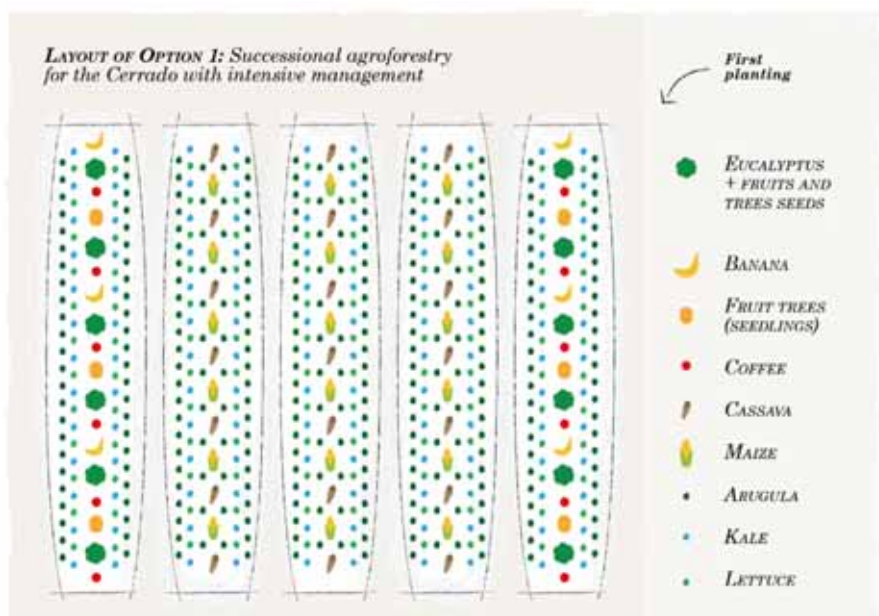 LAYOUT OF OPTION 1: Successional agroforestry
for the Cerrado with intensive management
First
planting
EUCALYPTUS
+ FRUITS AND
TREES SEEDS
BANANA
FRUIT TREES
(SEEDLINGS)
COFFEE
CASSAVA
MAIZE
ARUGULA
KALE
LETTUCE